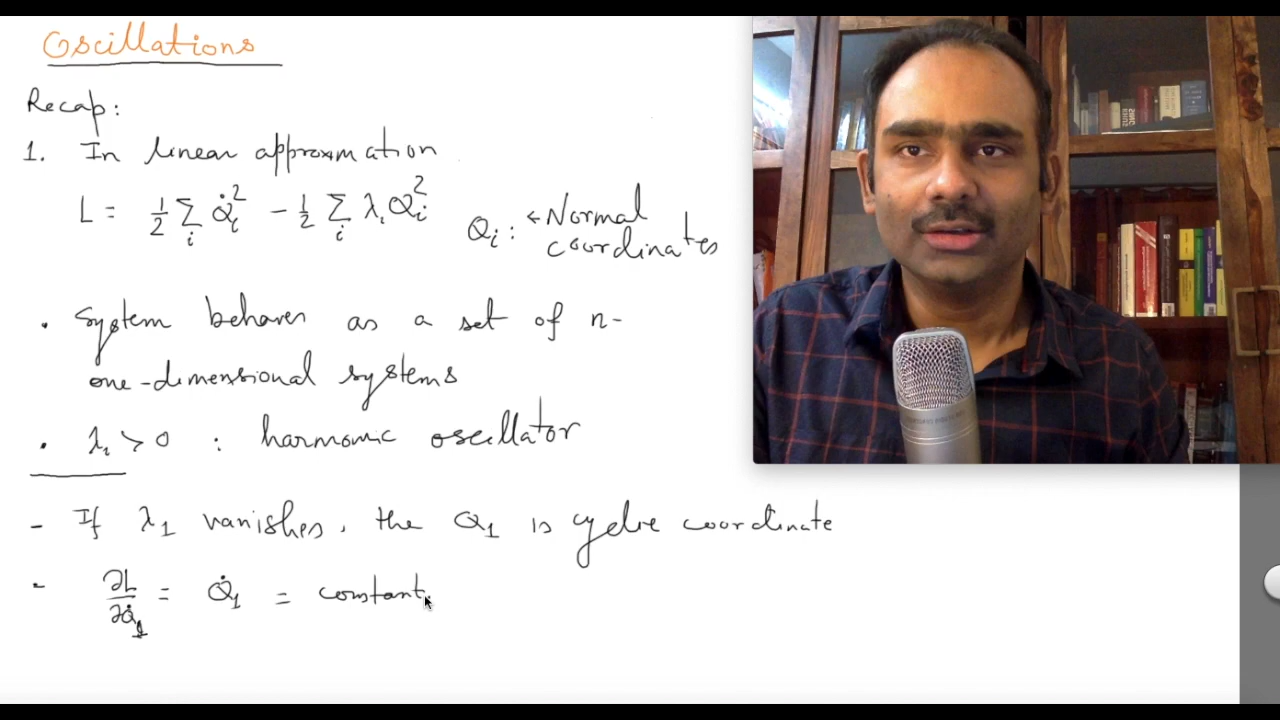 Oscillations
Recap:
1. In linear approxmation
L = 1/2 Σ_i Q̇_i² - 1/2 Σ_i λ_i Q_i²
Q_i : ← Normal
coordinates
• System behaves as a set of n-
one-dimensional systems
• λ_i > 0 : harmonic oscillator
- If λ_1 vanishes, the Q_1 is cyclic coordinate
- ∂L/∂Q̇_1 = Q̇_1 = constant.